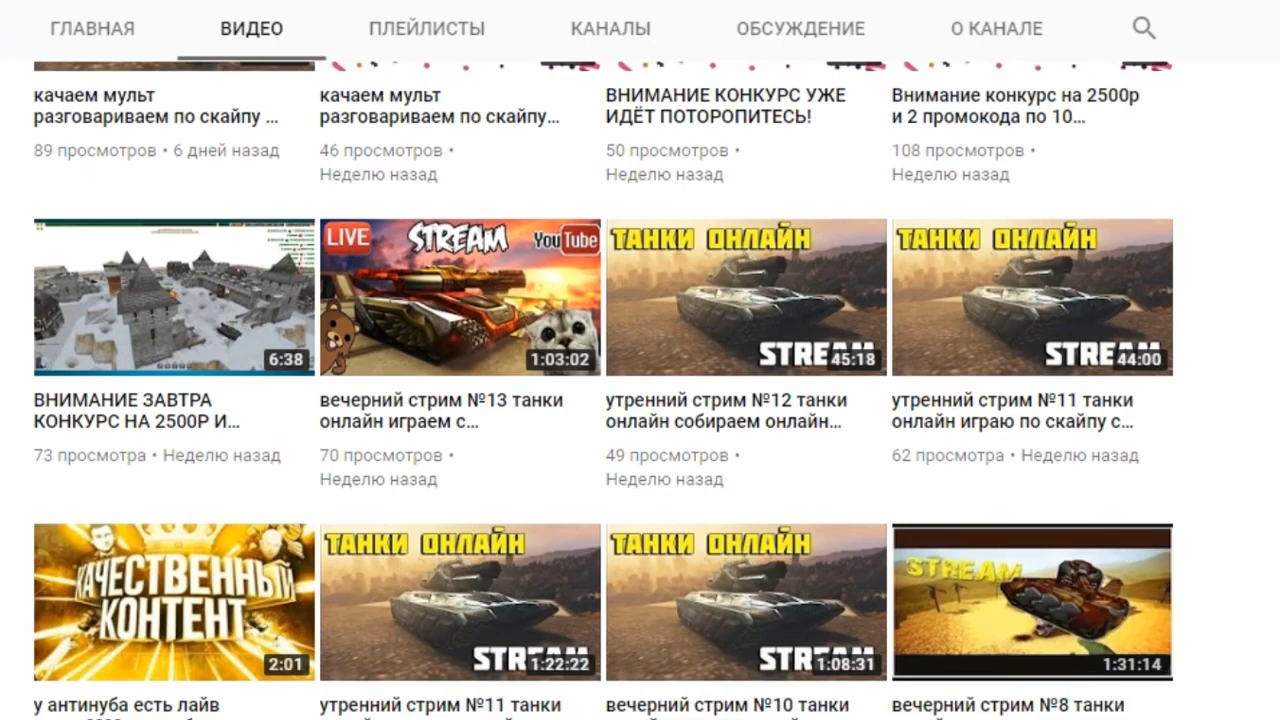 ГЛАВНАЯ ВИДЕО ПЛЕЙЛИСТЫ КАНАЛЫ ОБСУЖДЕНИЕ О КАНАЛЕ
качаем мульт
разговариваем по скайпу ...
89 просмотров • 6 дней назад
качаем мульт
разговариваем по скайпу...
46 просмотров •
Неделю назад
ВНИМАНИЕ КОНКУРС УЖЕ
ИДЁТ ПОТОРОПИТЕСЬ!
50 просмотров •
Неделю назад
Внимание конкурс на 2500р
и 2 промокода по 10...
108 просмотров •
Неделю назад
6:38
ВНИМАНИЕ ЗАВТРА
КОНКУРС НА 2500Р И...
73 просмотра • Неделю назад
LIVE STREAM YouTube
1:03:02
вечерний стрим №13 танки
онлайн играем с...
70 просмотров •
Неделю назад
ТАНКИ ОНЛАЙН
STREAM 45:18
утренний стрим №12 танки
онлайн собираем онлайн...
49 просмотров •
Неделю назад
ТАНКИ ОНЛАЙН
STREAM 44:00
утренний стрим №11 танки
онлайн играю по скайпу с...
62 просмотра • Неделю назад
КАЧЕСТВЕННЫЙ
КОНТЕНТ
2:01
у антинуба есть лайв
ТАНКИ ОНЛАЙН
STREAM 1:22:22
утренний стрим №11 танки
ТАНКИ ОНЛАЙН
STREAM 1:08:31
вечерний стрим №10 танки
STREAM
1:31:14
вечерний стрим №8 танки